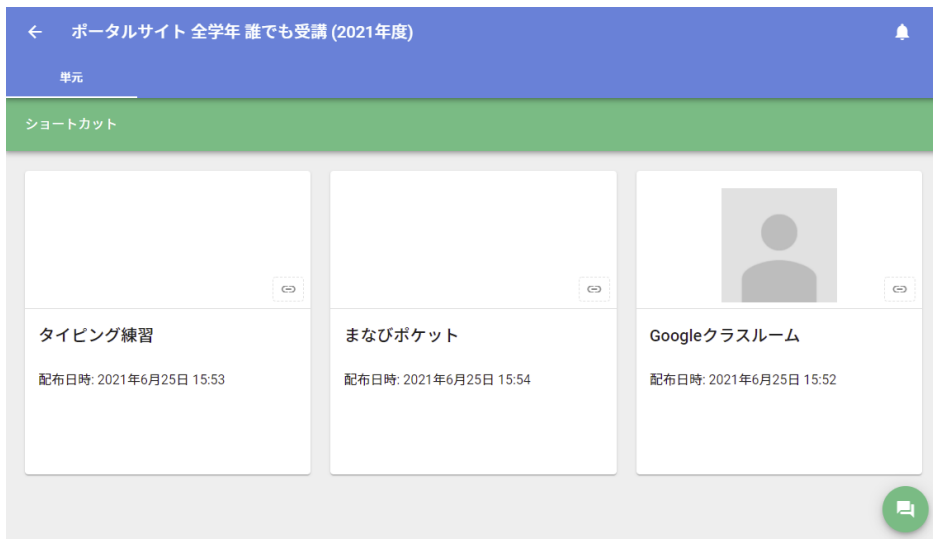 ポータルサイト 全学年 誰でも受講 (2021年度)
単元
ショートカット
タイピング練習
配布日時: 2021年6月25日 15:53
まなびポケット
配布日時: 2021年6月25日 15:54
Googleクラスルーム
配布日時: 2021年6月25日 15:52